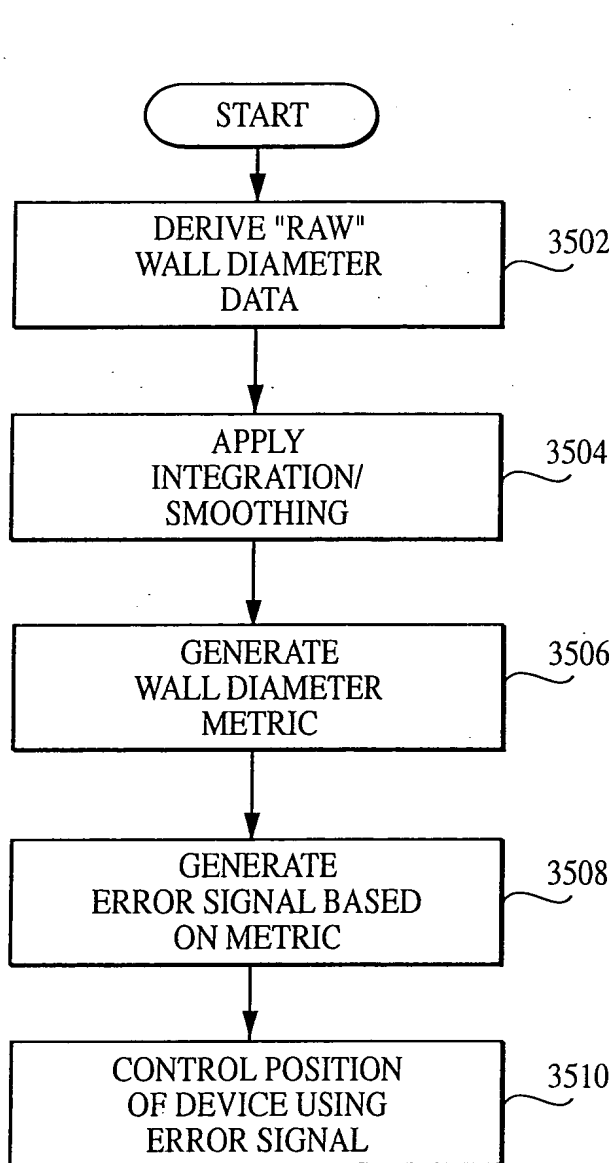 START
DERIVE "RAW"
WALL DIAMETER
DATA
3502
APPLY
INTEGRATION/
SMOOTHING
3504
GENERATE
WALL DIAMETER
METRIC
3506
GENERATE
ERROR SIGNAL BASED
ON METRIC
3508
CONTROL POSITION
OF DEVICE USING
ERROR SIGNAL
3510